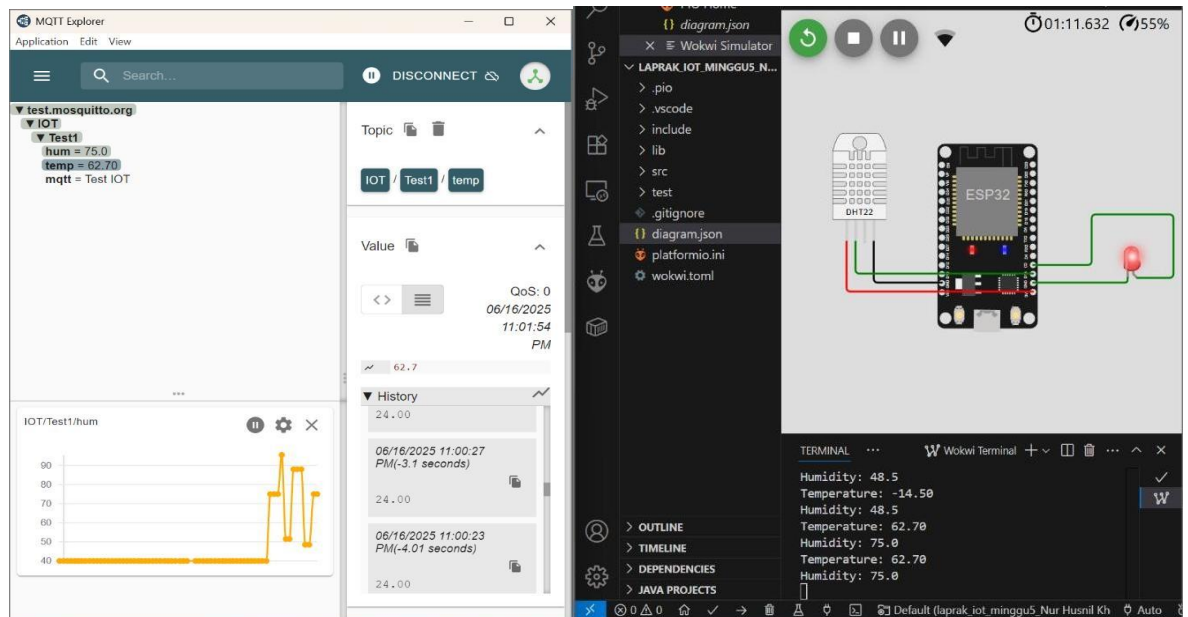 MQTT Explorer
Application Edit View
Search...
DISCONNECT
▼ test.mosquitto.org
▼ IOT
▼ Test1
hum = 75.0
temp = 62.70
mqtt = Test IOT
Topic
IOT / Test1 / temp
Value
QoS: 0
06/16/2025
11:01:54
PM
62.7
▼ History
24.00
06/16/2025 11:00:27
PM(-3.1 seconds)
24.00
06/16/2025 11:00:23
PM(-4.01 seconds)
24.00
IOT/Test1/hum
90
80
70
60
50
40
{} diagram.json
Wokwi Simulator
LAPRAK_IOT_MINGGU5_N...
> .pio
> .vscode
> include
> lib
> src
> test
.gitignore
{} diagram.json
platformio.ini
wokwi.toml
> OUTLINE
> TIMELINE
> DEPENDENCIES
> JAVA PROJECTS
01:11.632 55%
DHT22
ESP32
TERMINAL ... Wokwi Terminal
Humidity: 48.5
Temperature: -14.50
Humidity: 48.5
Temperature: 62.70
Humidity: 75.0
Temperature: 62.70
Humidity: 75.0
0 0 0 Default (laprak_iot_minggu5_Nur Husnil Kh Auto